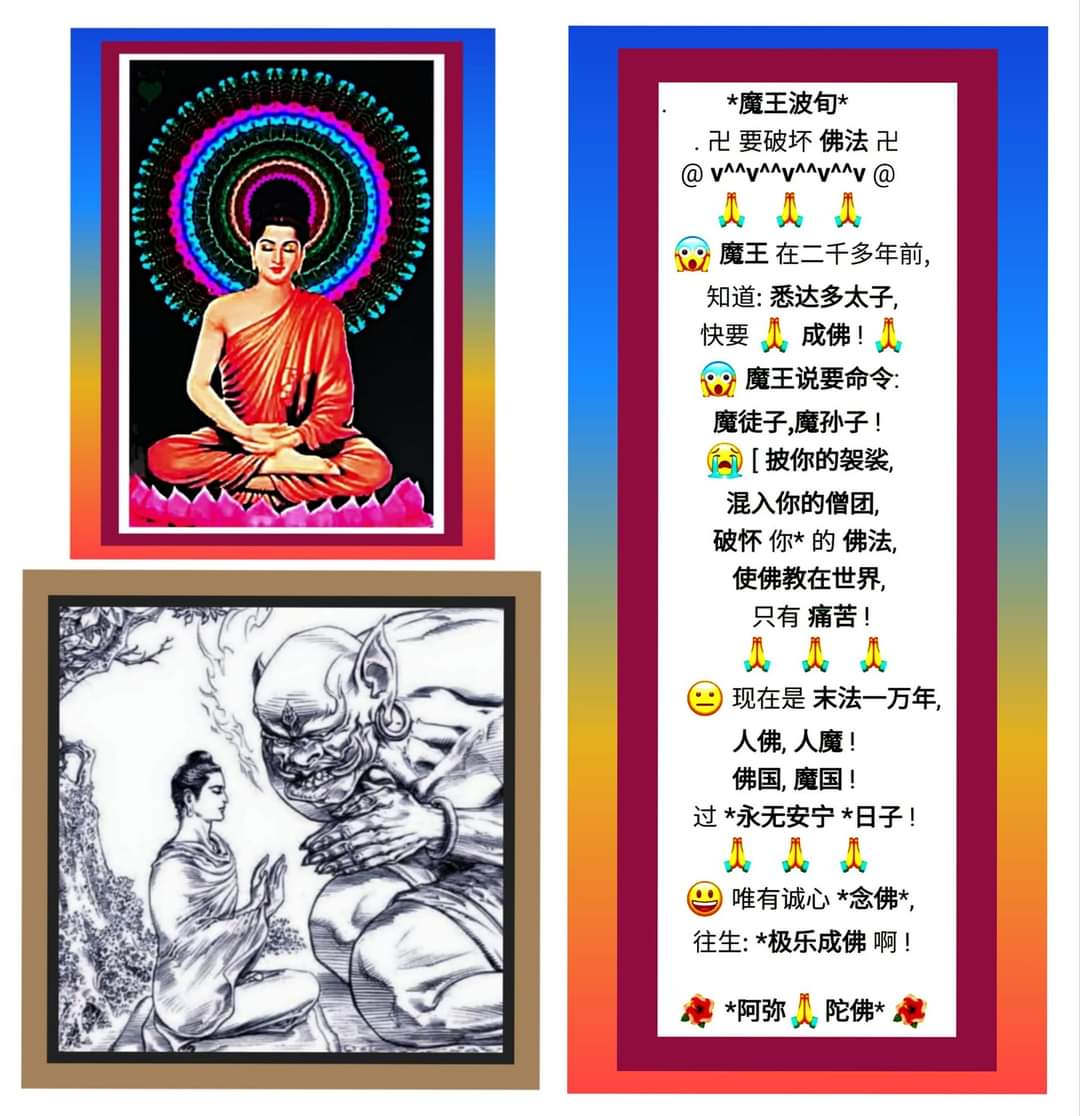 . *魔王波旬*
. 卐 要破坏 佛法 卐
@ v^^v^^v^^v^^v @
🙏 🙏 🙏
😱 魔王 在二千多年前,
知道: 悉达多太子,
快要 🙏 成佛 ! 🙏
😱 魔王说要命令:
魔徒子,魔孙子 !
😭 [ 披你的袈裟,
混入你的僧团,
破怀 你* 的 佛法,
使佛教在世界,
只有 痛苦 !
🙏 🙏 🙏
😐 现在是 末法一万年,
人佛, 人魔 !
佛国, 魔国 !
过 *永无安宁 *日子 !
🙏 🙏 🙏
😃 唯有诚心 *念佛*,
往生: *极乐成佛 啊 !
🌺 *阿弥🙏陀佛* 🌺